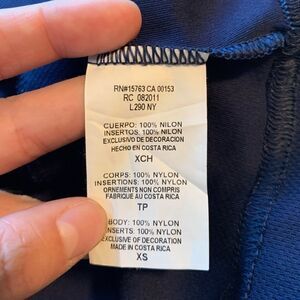 RN#15763 CA 00153
RC 082011
L290 NY
CUERPO: 100% NILON
INSERTOS: 100% NILON
EXCLUSIVO DE DECORACION
HECHO EN COSTA RICA
XCH
CORPS: 100% NYLON
INSERTIONS: 100% NYLON
ORNEMENTS NON COMPRIS
FABRIQUE AU COSTA RICA
TP
BODY: 100% NYLON
INSERTS: 100% NYLON
EXCLUSIVE OF DECORATION
MADE IN COSTA RICA
XS